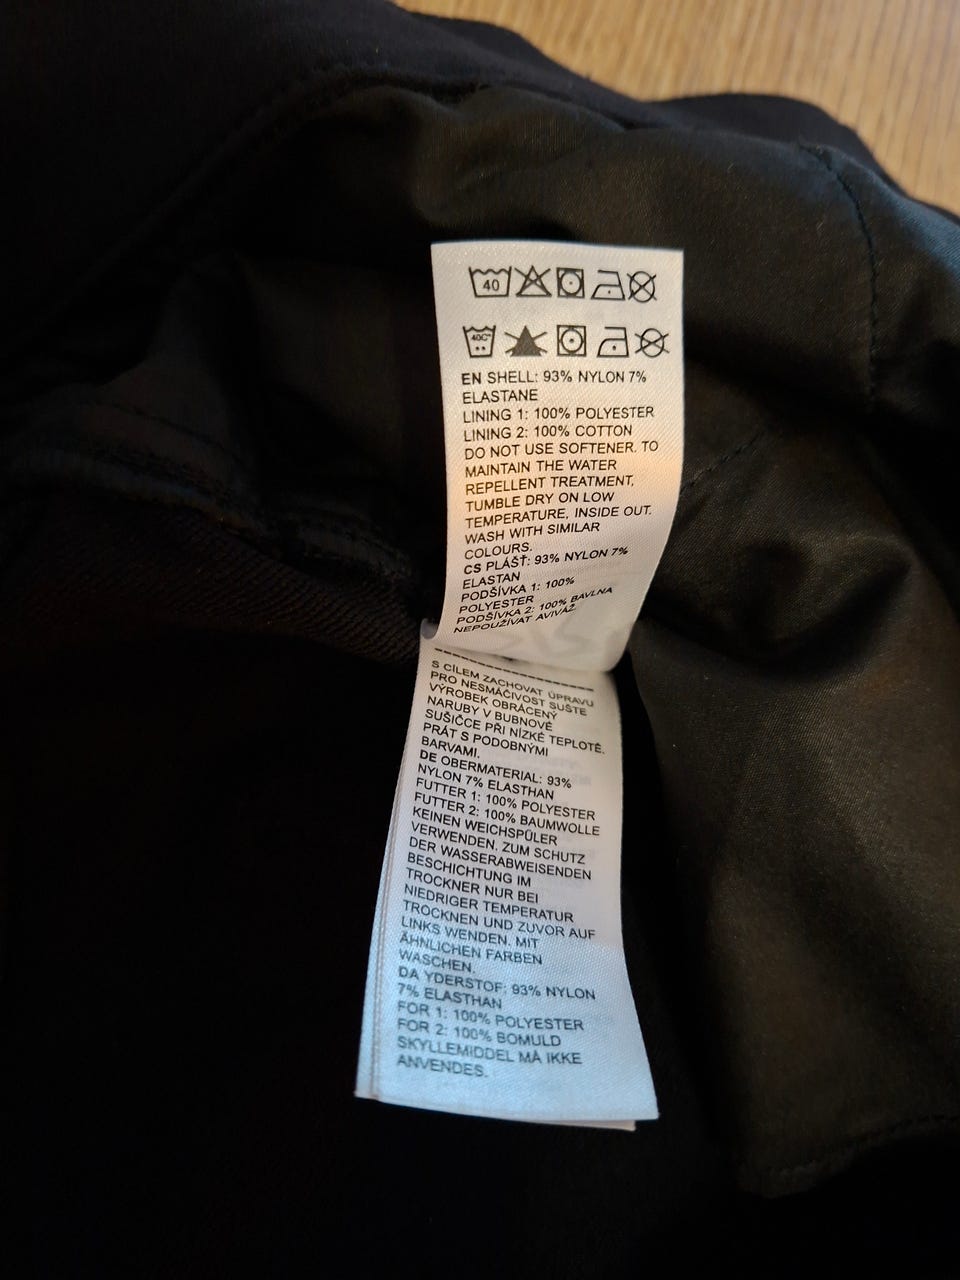 40
40C°
EN SHELL: 93% NYLON 7%
ELASTANE
LINING 1: 100% POLYESTER
LINING 2: 100% COTTON
DO NOT USE SOFTENER. TO
MAINTAIN THE WATER
REPELLENT TREATMENT,
TUMBLE DRY ON LOW
TEMPERATURE, INSIDE OUT.
WASH WITH SIMILAR
COLOURS.
CS PLÁŠŤ: 93% NYLON 7%
ELASTAN
PODŠÍVKA 1: 100%
POLYESTER
PODŠÍVKA 2: 100% BAVLNA
NEPOUŽÍVAT AVIVÁŽ.
S CÍLEM ZACHOVAT ÚPRAVU
PRO NESMÁČIVOST SUŠTE
VÝROBEK OBRÁCENÝ
NARUBY V BUBNOVÉ
SUŠIČCE PŘI NÍZKÉ TEPLOTĚ.
PRÁT S PODOBNÝMI
BARVAMI.
DE OBERMATERIAL: 93%
NYLON 7% ELASTHAN
FUTTER 1: 100% POLYESTER
FUTTER 2: 100% BAUMWOLLE
KEINEN WEICHSPÜLER
VERWENDEN. ZUM SCHUTZ
DER WASSERABWEISENDEN
BESCHICHTUNG IM
TROCKNER NUR BEI
NIEDRIGER TEMPERATUR
TROCKNEN UND ZUVOR AUF
LINKS WENDEN. MIT
ÄHNLICHEN FARBEN
WASCHEN.
DA YDERSTOF: 93% NYLON
7% ELASTHAN
FOR 1: 100% POLYESTER
FOR 2: 100% BOMULD
SKYLLEMIDDEL MÅ IKKE
ANVENDES.